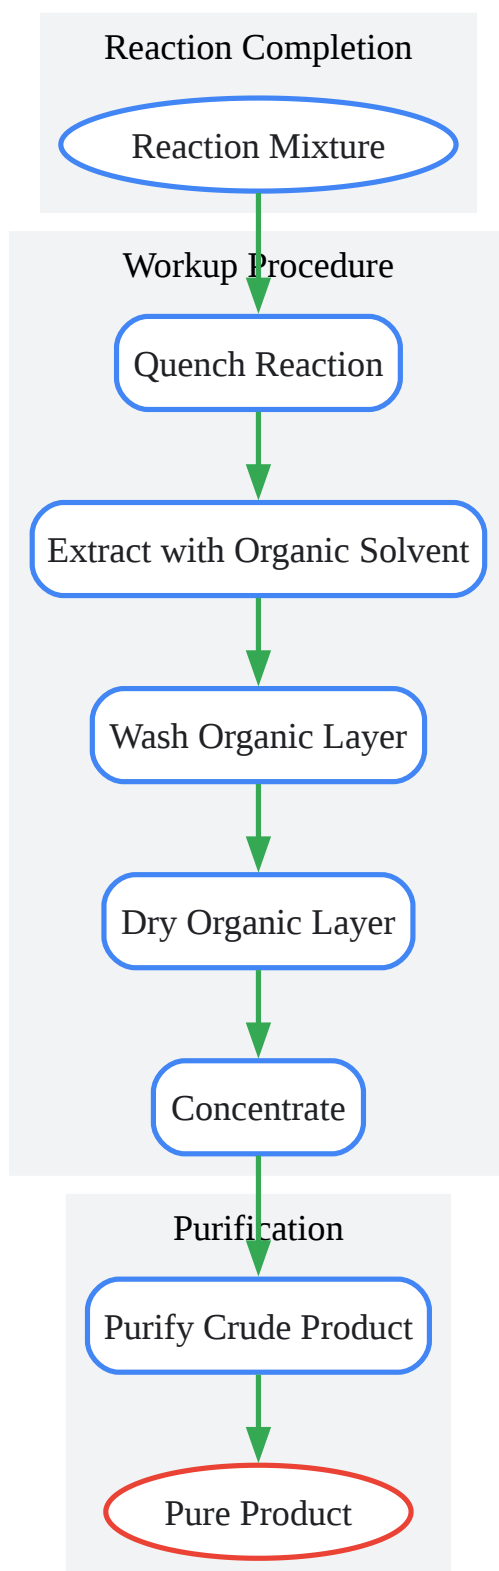 Reaction Completion
Reaction Mixture
Workup Procedure
Quench Reaction
Extract with Organic Solvent
Wash Organic Layer
Dry Organic Layer
Concentrate
Purification
Purify Crude Product
Pure Product